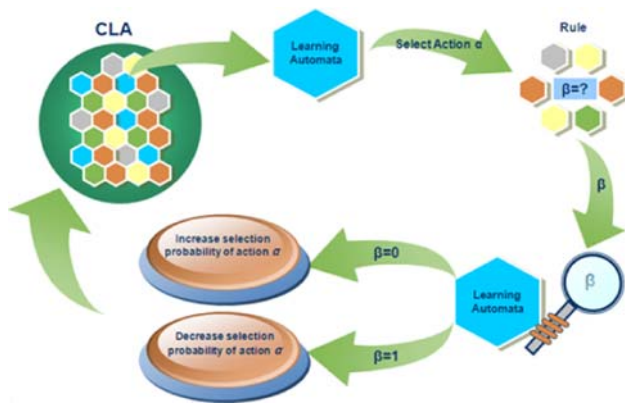 CLA
Learning
Automata
Select Action α
Rule
β=?
β
β
Learning
Automata
β=0
Increase selection
probability of action α
β=1
Decrease selection
probability of action α